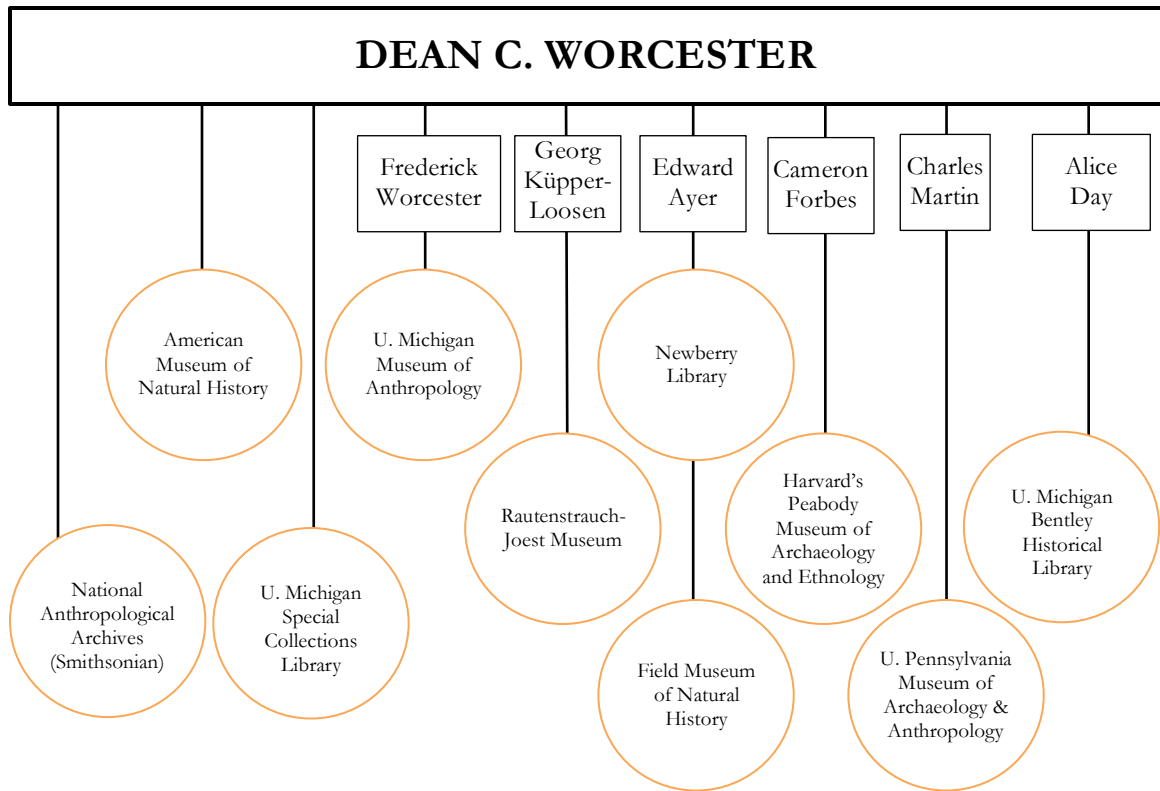 DEAN C. WORCESTER
Frederick
Worcester
Georg
Küpper-
Loosen
Edward
Ayer
Cameron
Forbes
Charles
Martin
Alice
Day
American
Museum of
Natural History
U. Michigan
Museum of
Anthropology
Newberry
Library
Rautenstrauch-
Joest Museum
Harvard’s
Peabody
Museum of
Archaeology
and Ethnology
U. Michigan
Bentley
Historical
Library
National
Anthropological
Archives
(Smithsonian)
U. Michigan
Special
Collections
Library
Field Museum
of Natural
History
U. Pennsylvania
Museum of
Archaeology &
Anthropology